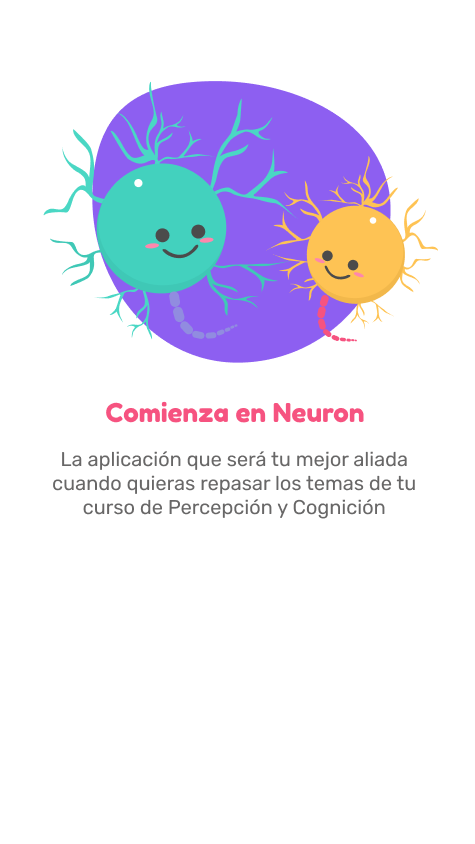 Comienza en Neuron
La aplicación que será tu mejor aliada
cuando quieras repasar los temas de tu
curso de Percepción y Cognición